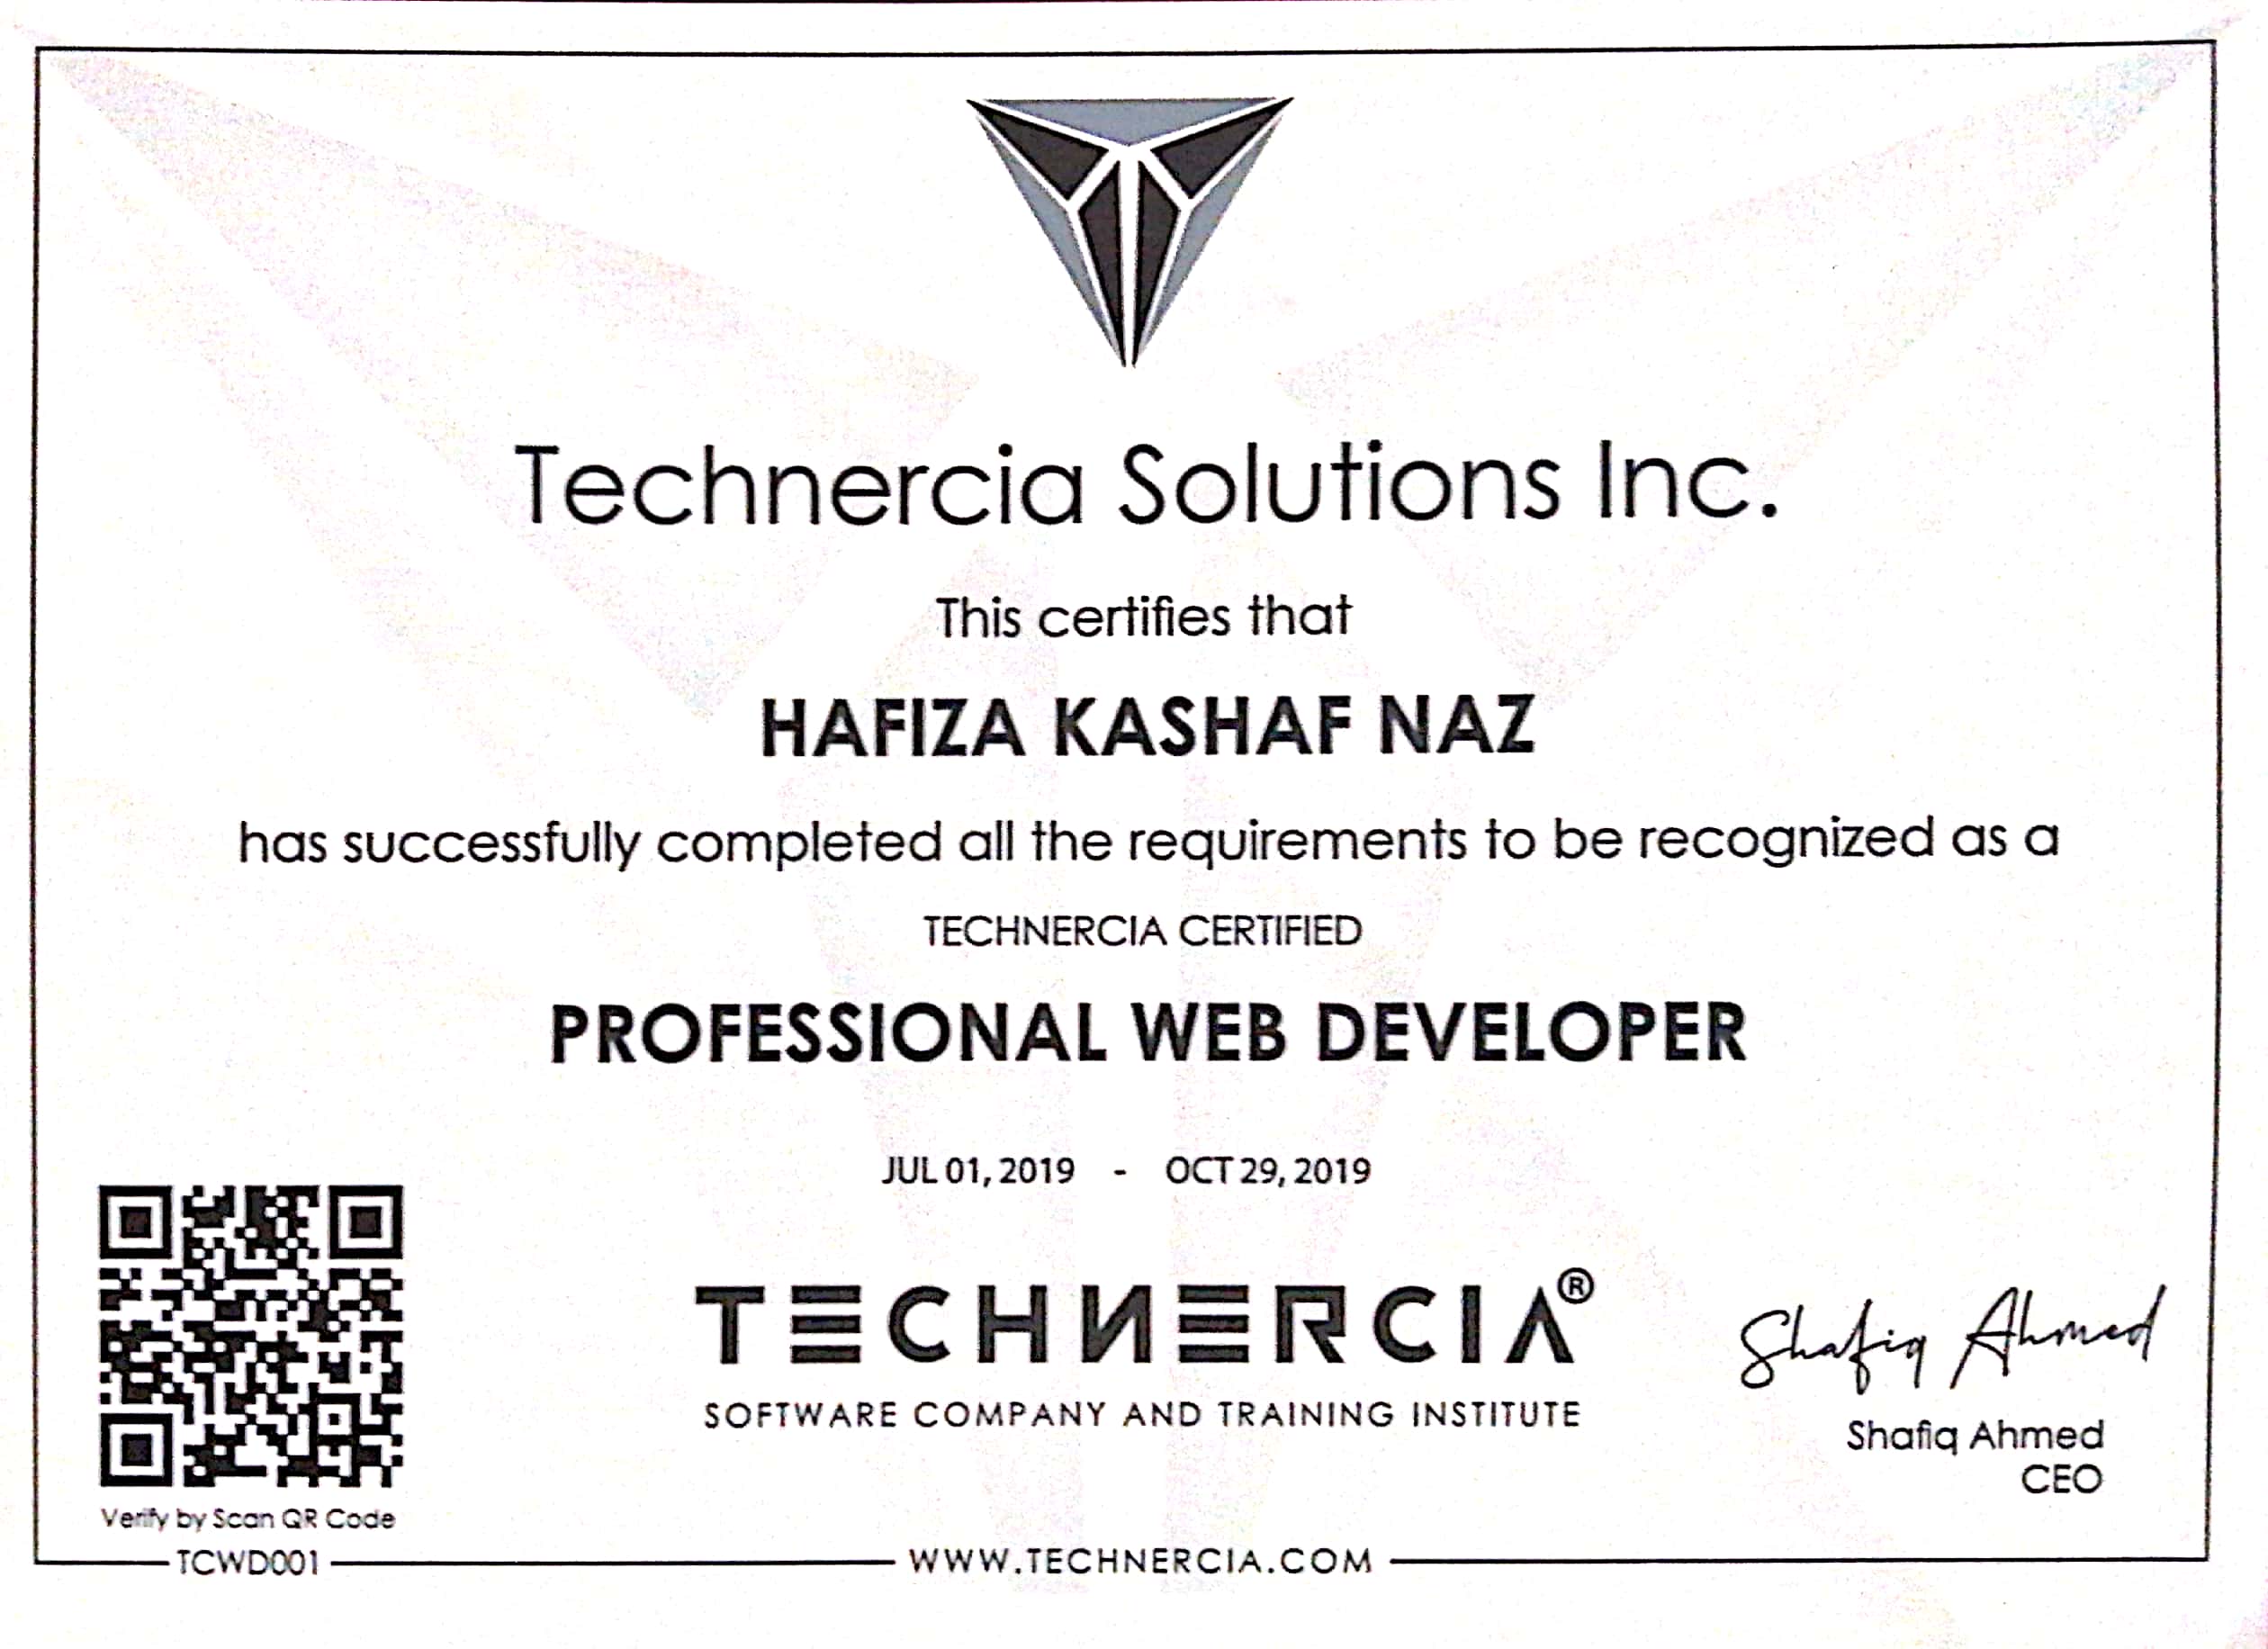 Technercia Solutions Inc.
This certifies that
HAFIZA KASHAF NAZ
has successfully completed all the requirements to be recognized as a
TECHNERCIA CERTIFIED
PROFESSIONAL WEB DEVELOPER
JUL 01, 2019 - OCT 29, 2019
TECHNERCIA®
SOFTWARE COMPANY AND TRAINING INSTITUTE
Shafiq Ahmed
Shafiq Ahmed
CEO
Verify by Scan QR Code
TCWD001
WWW.TECHNERCIA.COM